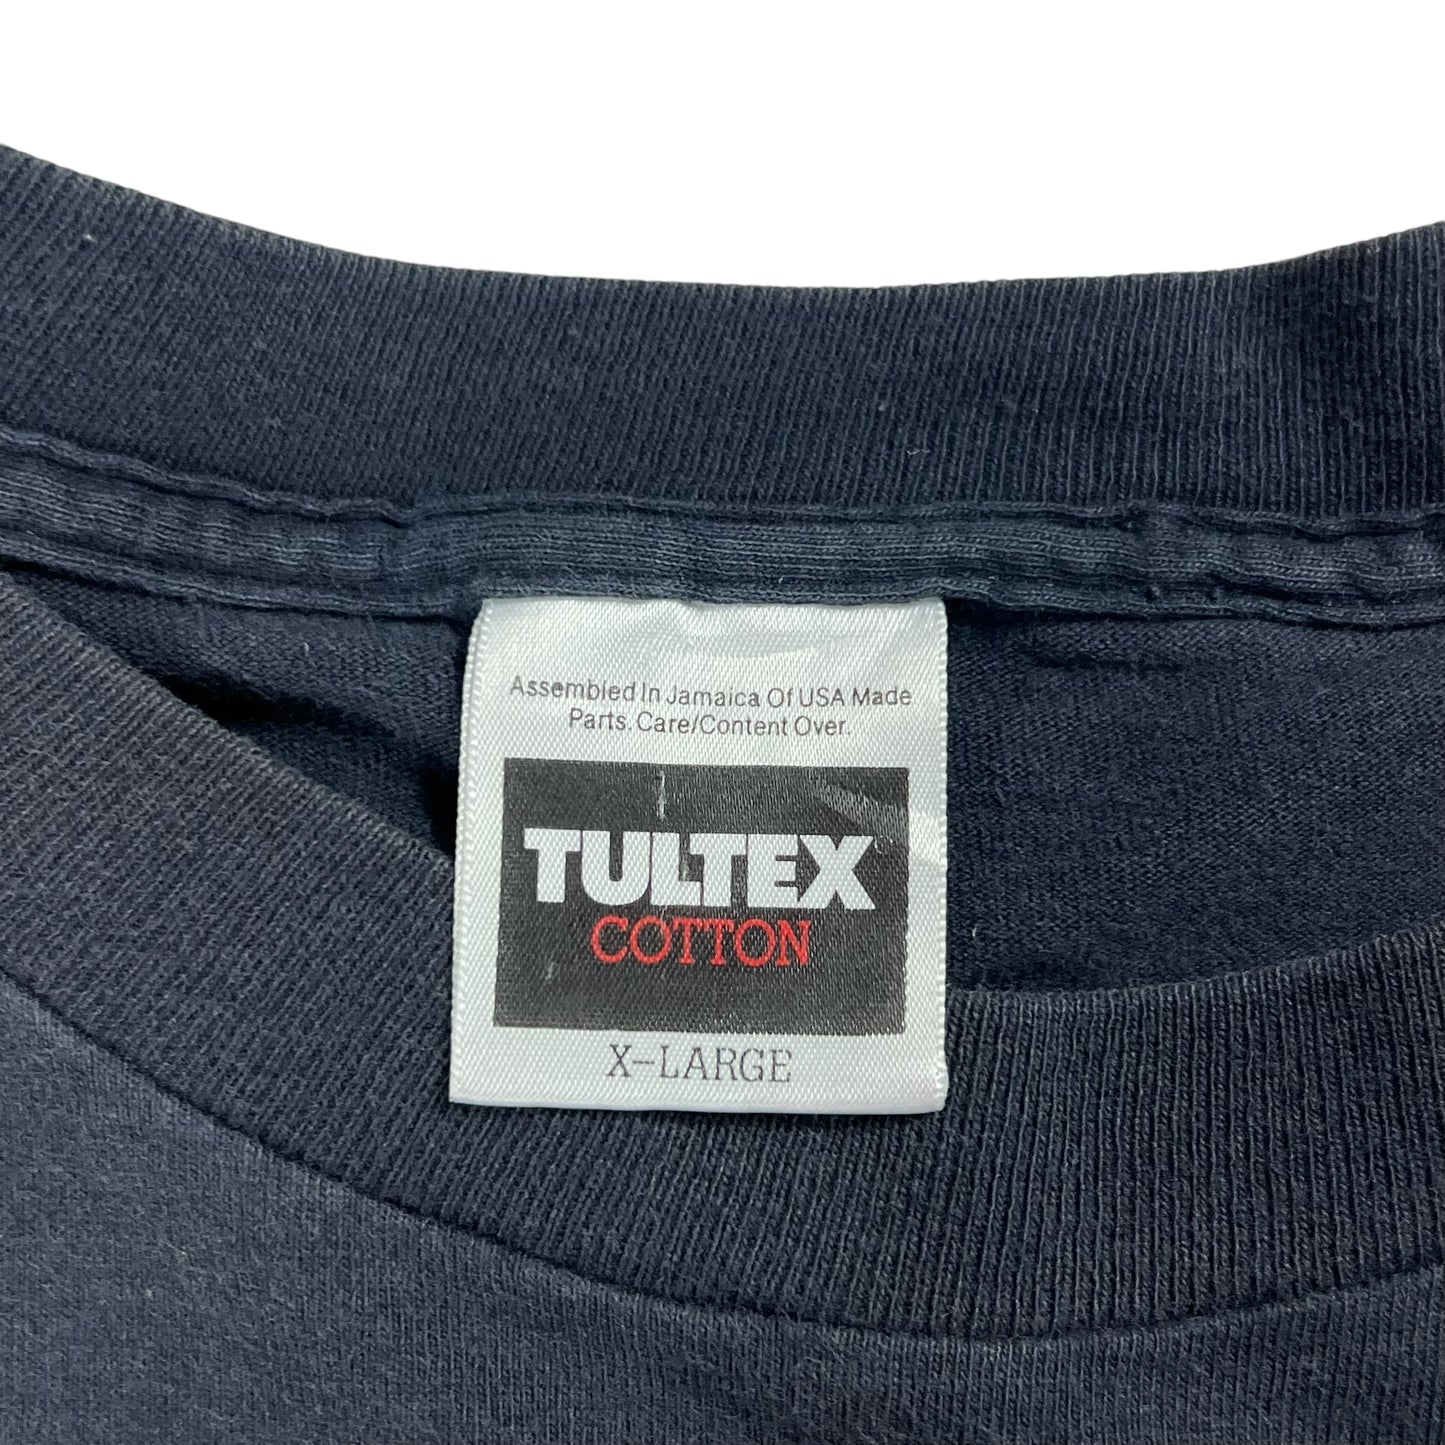 Assembled In Jamaica Of USA Made
Parts. Care/Content Over.
TULTEX
COTTON
X-LARGE